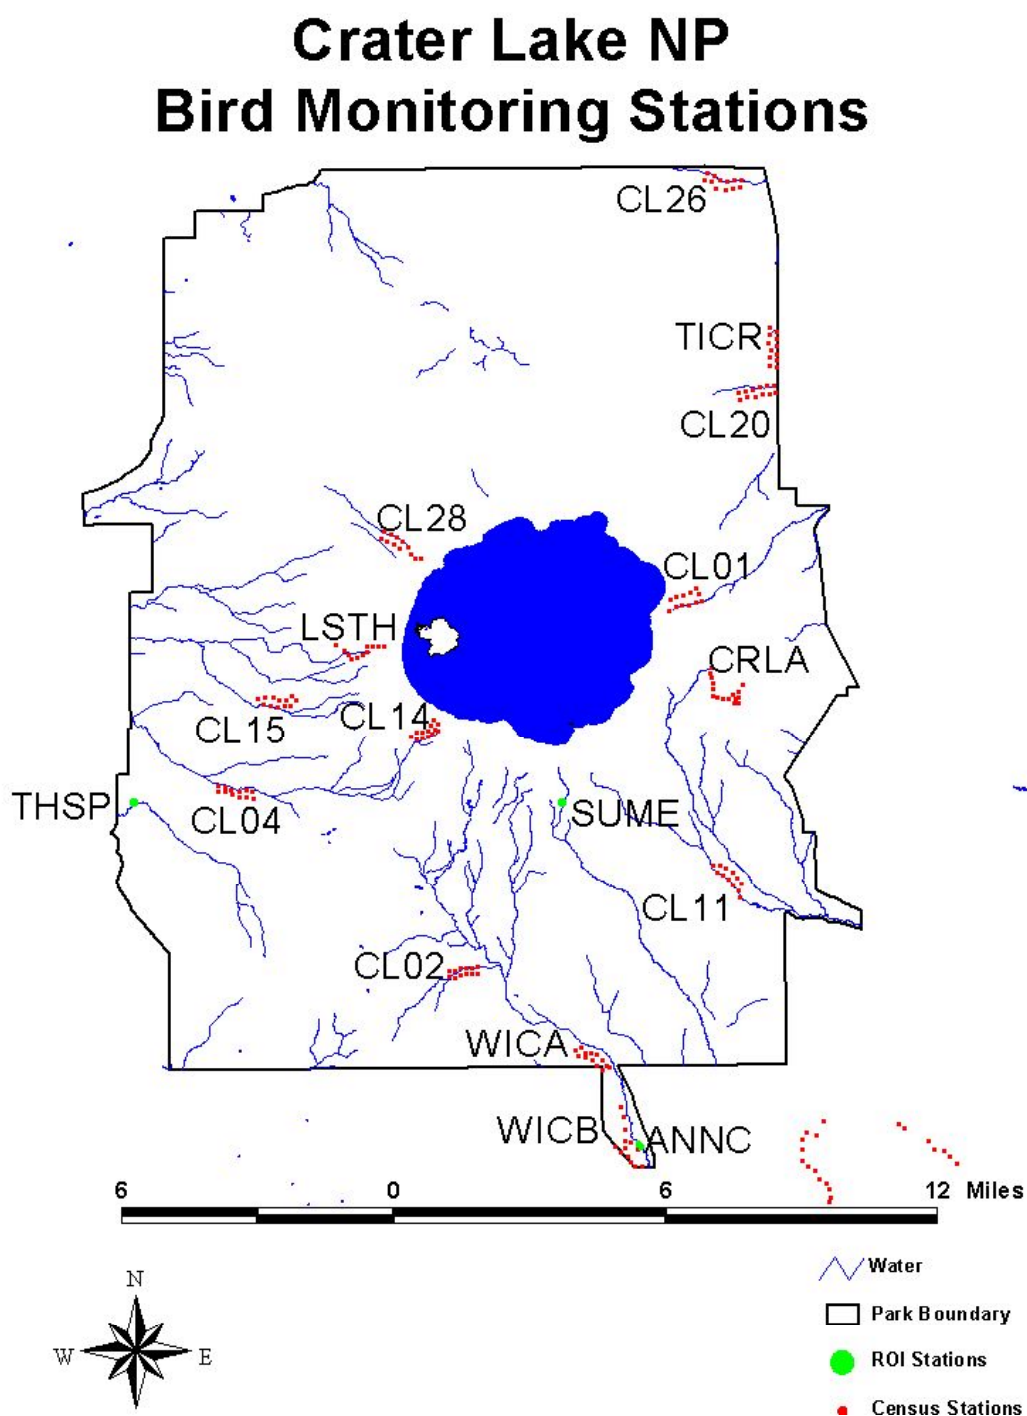 Crater Lake NP
Bird Monitoring Stations
CL26
TICR
CL20
CL28
CL01
LSTH
CRLA
CL15
CL14
THSP
CL04
SUME
CL11
CL02
WICA
WICB
ANNC
6 0 6 12 Miles
N
W E
S
Water
Park Boundary
ROI Stations
Census Stations